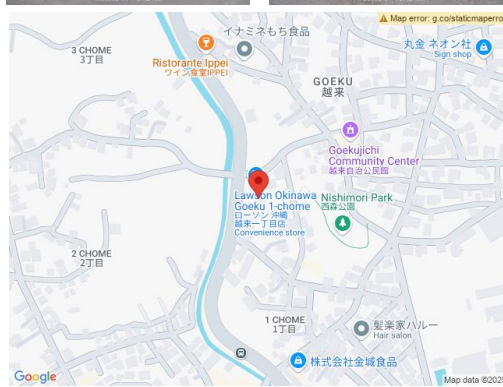 Map error: g.co/staticmaperro
イナミネもち食品
3 CHOME
3丁目
Ristorante Ippei
ワイン食堂IPPEI
丸金 ネオン社
Sign shop
GOEKU
越来
Goekujichi
Community Center
越来自治公民館
Lawson Okinawa
Goeku 1-chome
ローソン 沖縄
越来一丁目店
Convenience store
Nishimori Park
西森公園
2 CHOME
2丁目
1 CHOME
1丁目
髪楽家ハルー
Hair salon
株式会社金城食品
Google
Map data ©202